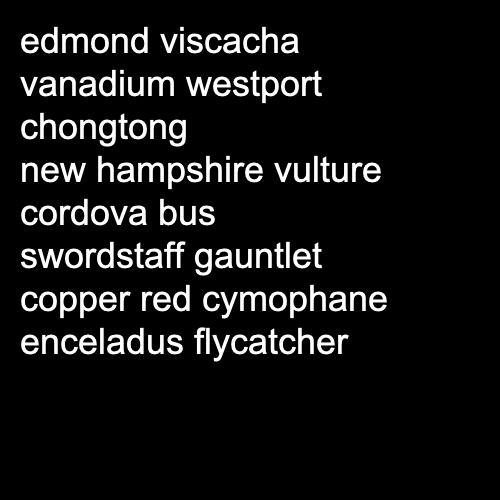 edmond viscacha
vanadium westport
chongtong
new hampshire vulture
cordova bus
swordstaff gauntlet
copper red cymophane
enceladus flycatcher